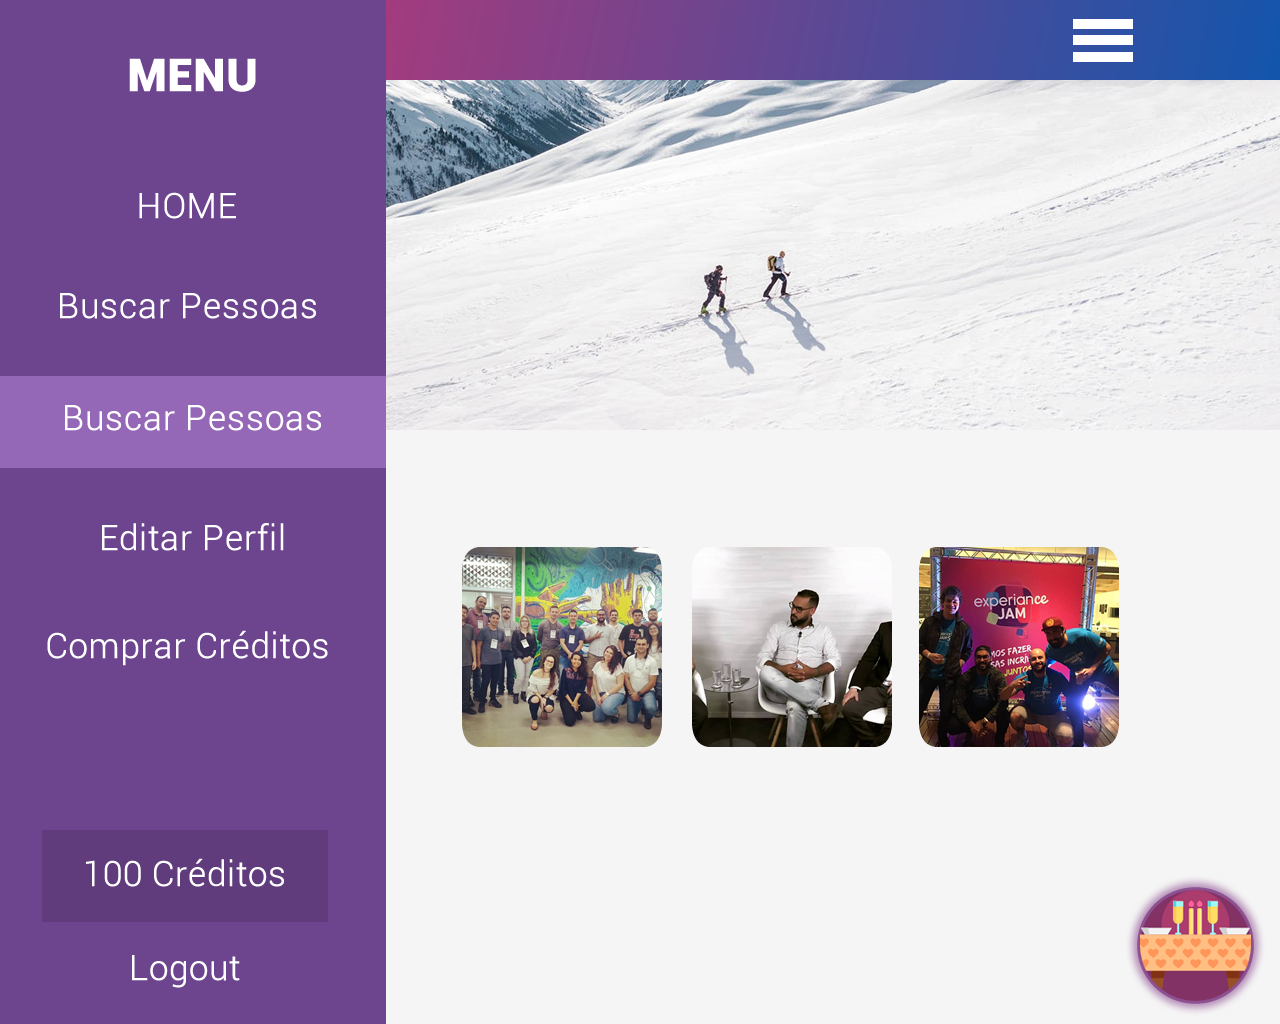 MENU
HOME
Buscar Pessoas
Buscar Pessoas
Editar Perfil
Comprar Créditos
100 Créditos
Logout
experiance
JAM
MOS FAZER
SAS INCRÍ
JUNTO